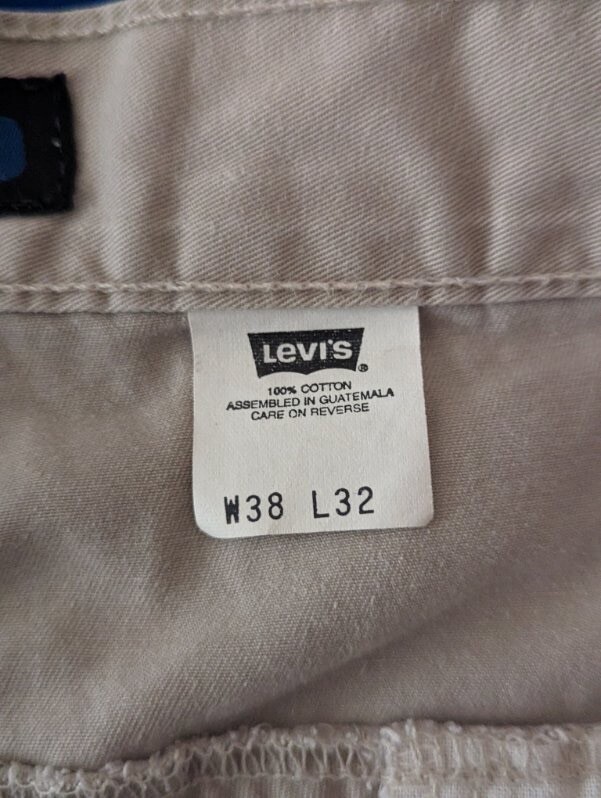 LEVI'S ®
100% COTTON
ASSEMBLED IN GUATEMALA
CARE ON REVERSE
W38 L32